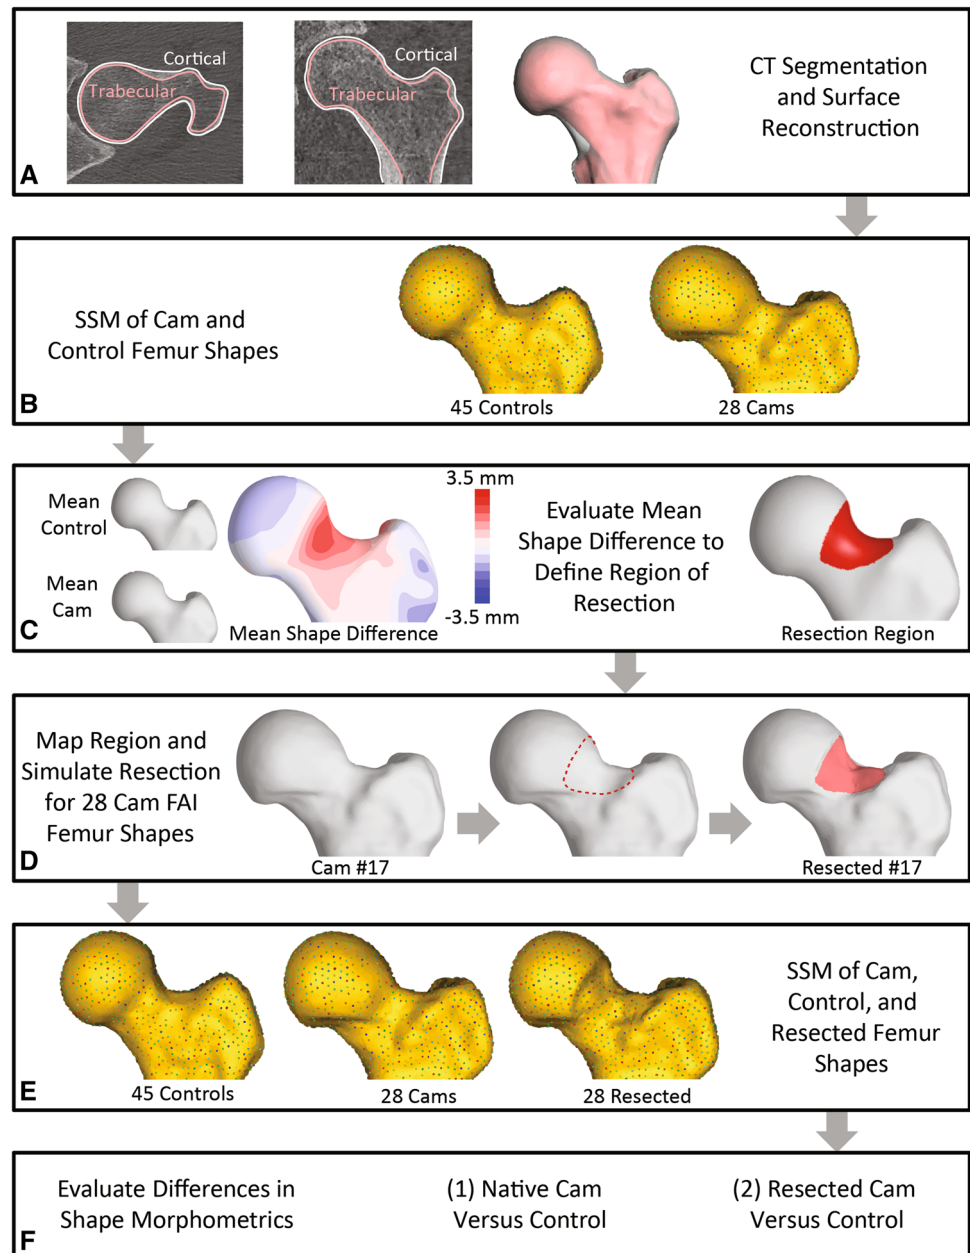 Cortical
Trabecular
Cortical
Trabecular
CT Segmentation
and Surface
Reconstruction
A
SSM of Cam and
Control Femur Shapes
45 Controls
28 Cams
B
Mean
Control
Mean
Cam
Mean Shape Difference
3.5 mm
-3.5 mm
Evaluate Mean
Shape Difference to
Define Region of
Resection
Resection Region
C
Map Region and
Simulate Resection
for 28 Cam FAI
Femur Shapes
Cam #17
Resected #17
D
45 Controls
28 Cams
28 Resected
SSM of Cam,
Control, and
Resected Femur
Shapes
E
Evaluate Differences in
Shape Morphometrics
(1) Native Cam
Versus Control
(2) Resected Cam
Versus Control
F